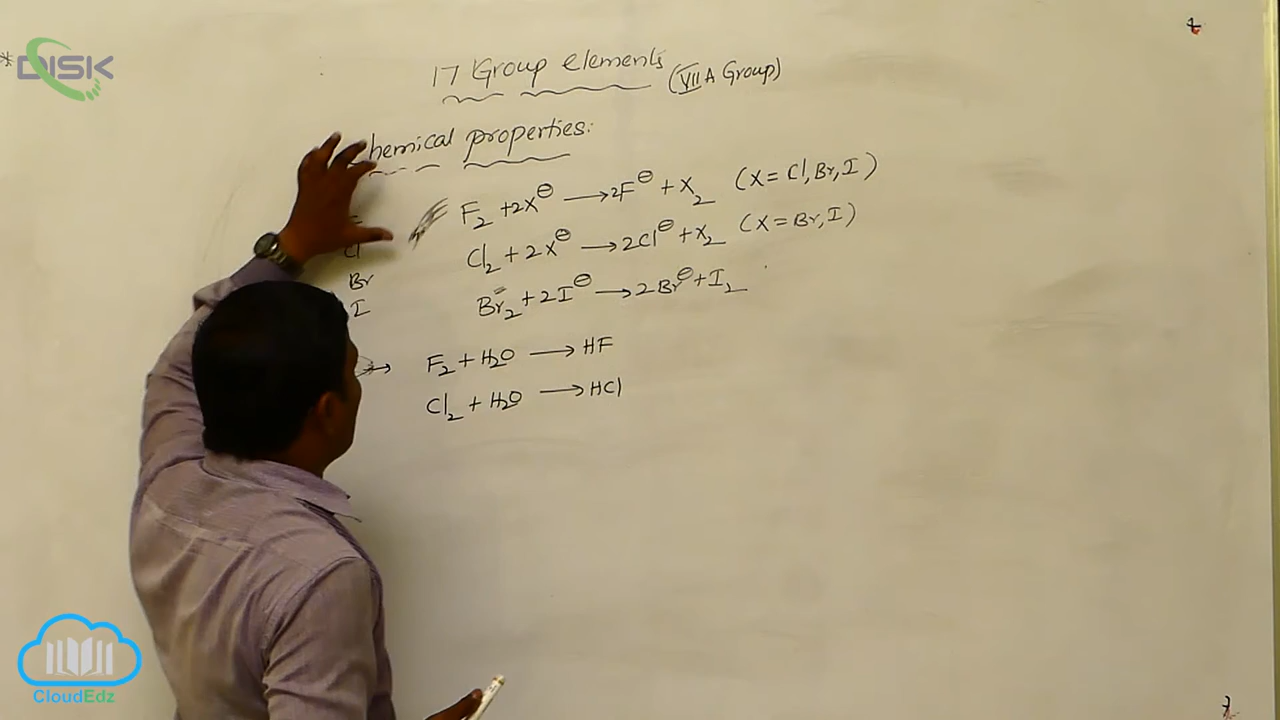 DISK
17 Group elements (VII A Group)
hemical properties:
F₂ + 2X⊖ → 2F⊖ + X₂ (X = Cl, Br, I)
Cl₂ + 2X⊖ → 2Cl⊖ + X₂ (X = Br, I)
Br₂ + 2I⊖ → 2Br⊖ + I₂
Cl
Br
I
→ F₂ + H₂O → HF
Cl₂ + H₂O → HCl
CloudEdz